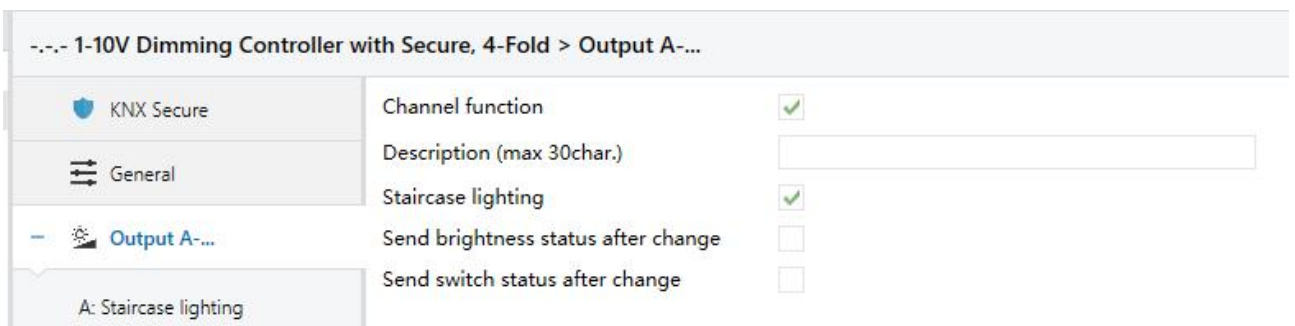 -.-.- 1-10V Dimming Controller with Secure, 4-Fold > Output A-...
KNX Secure
General
Output A-...
A: Staircase lighting
Channel function
Description (max 30char.)
Staircase lighting
Send brightness status after change
Send switch status after change